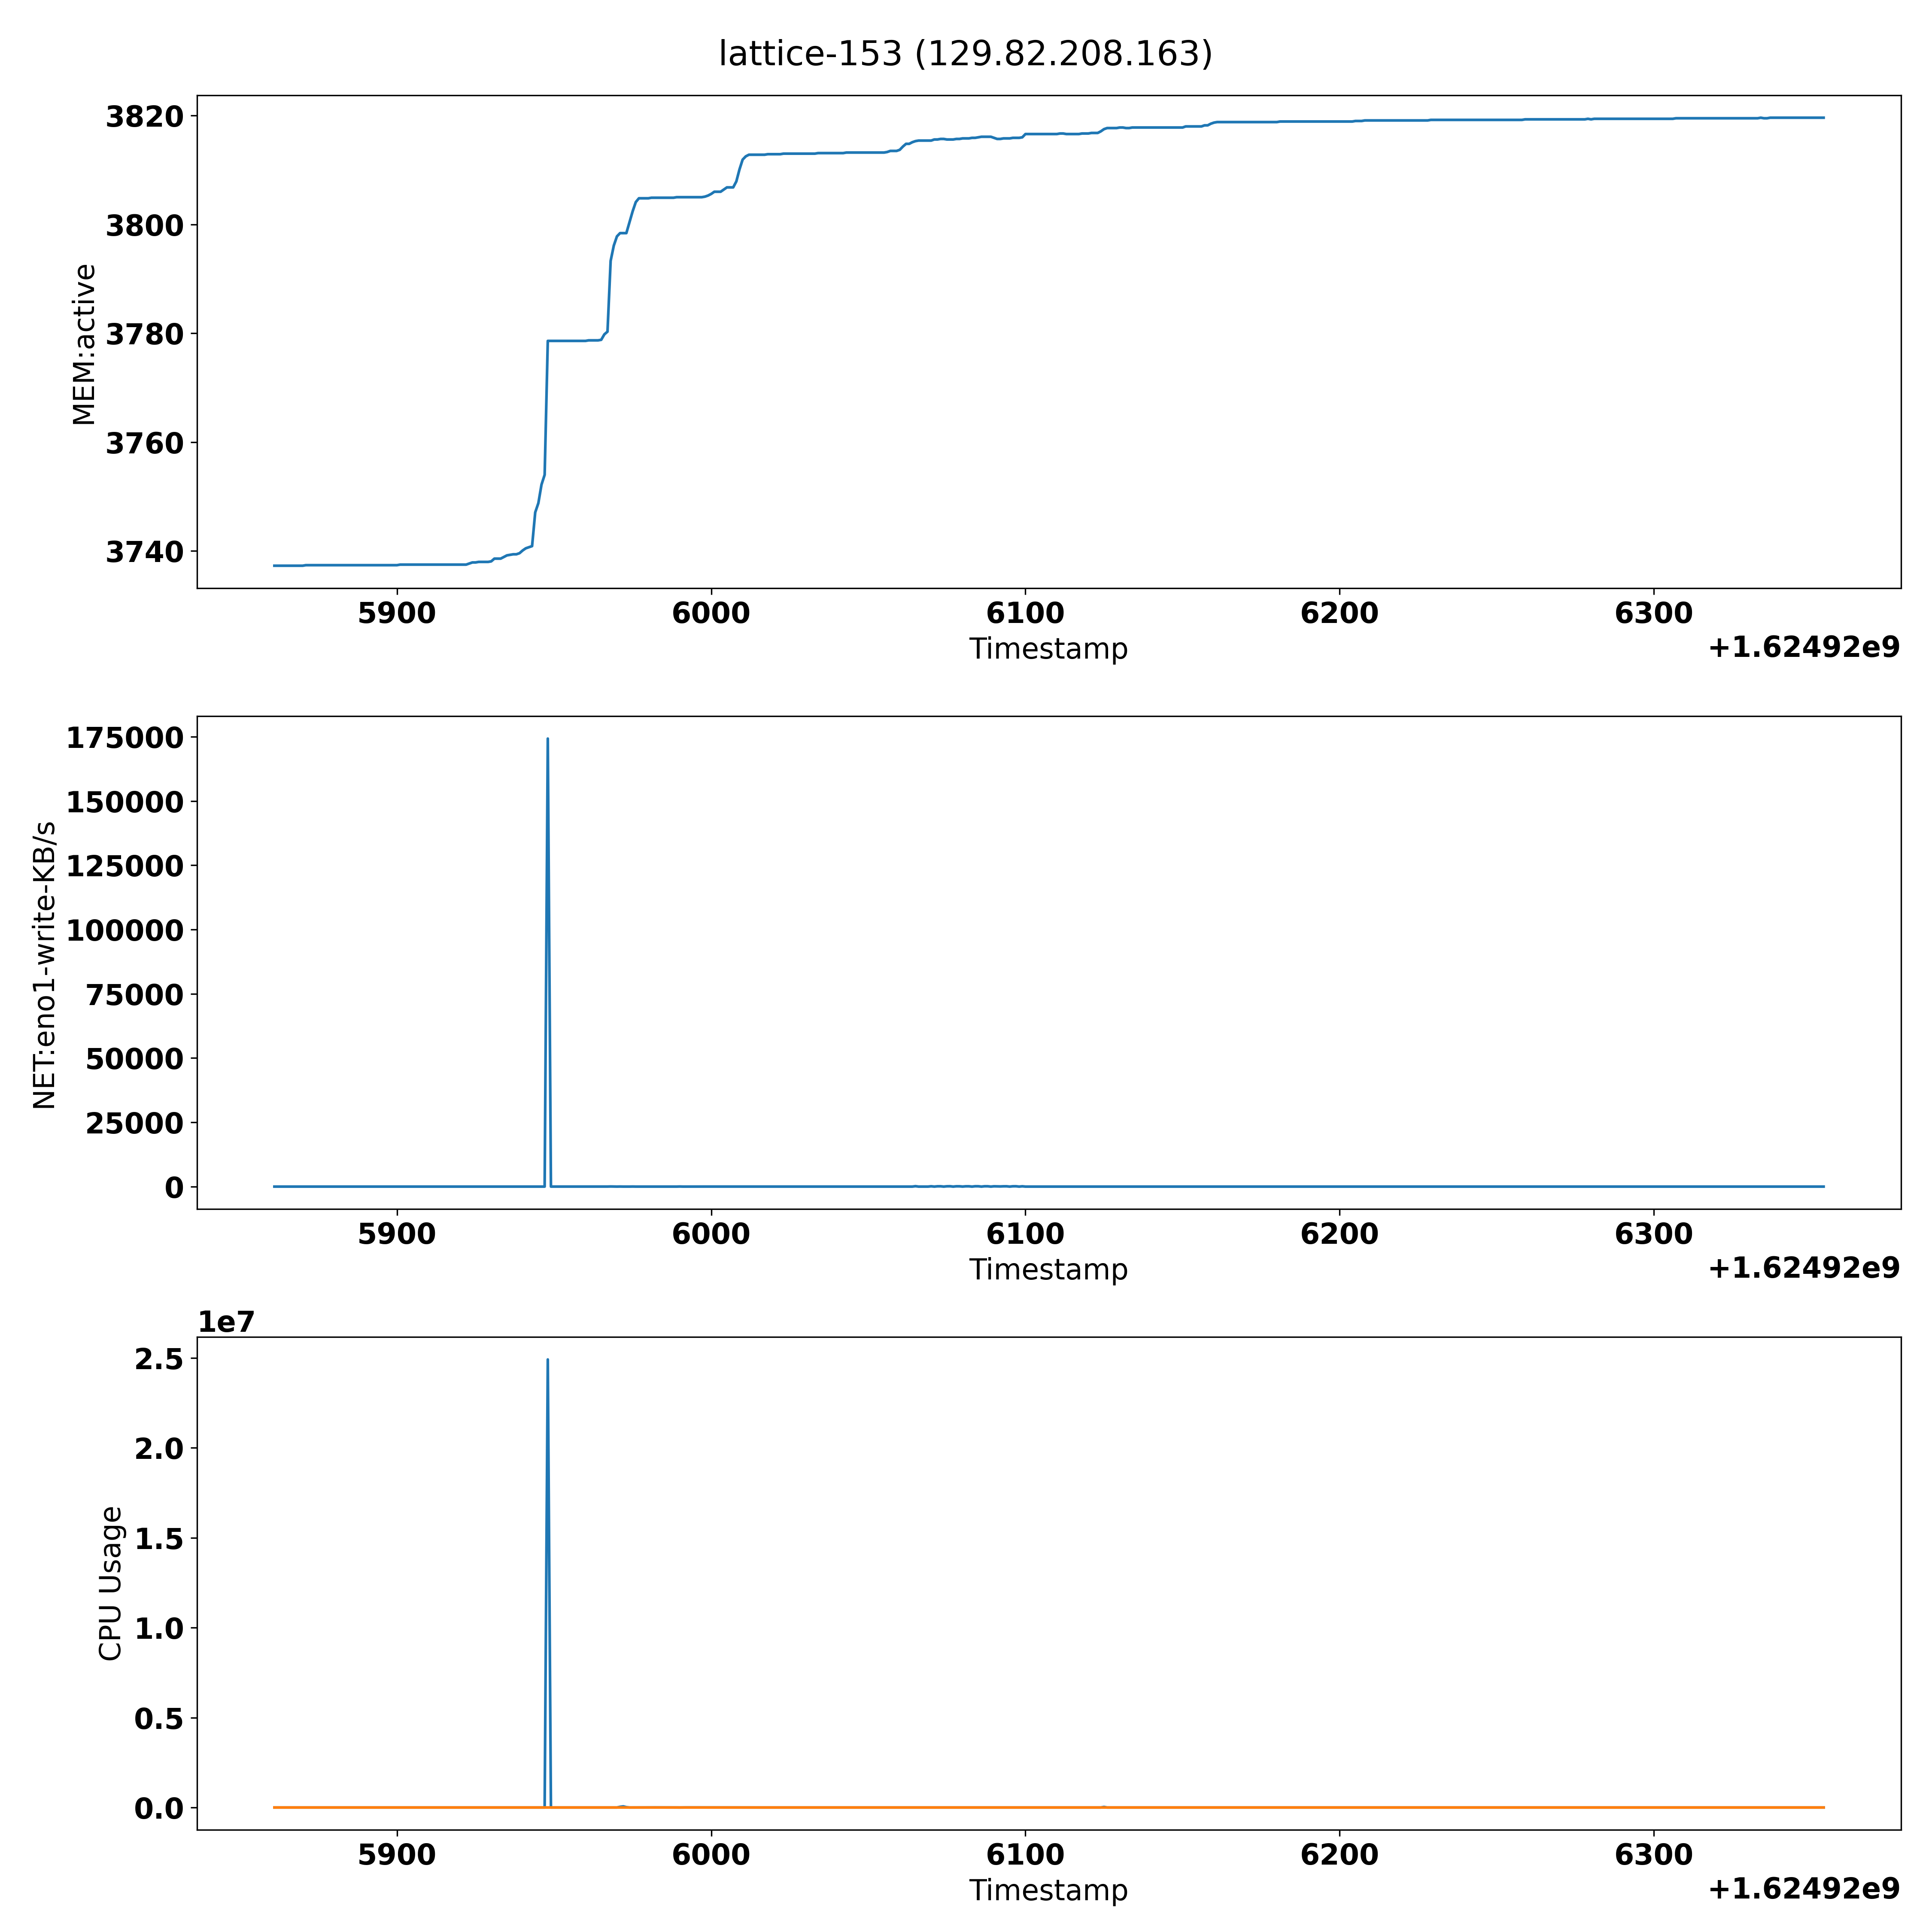 lattice-153 (129.82.208.163)
3820
3800
3780
3760
3740
MEM:active
5900 6000 6100 6200 6300
Timestamp
+1.62492e9
175000
150000
125000
100000
75000
50000
25000
0
NET:eno1-write-KB/s
5900 6000 6100 6200 6300
Timestamp
+1.62492e9
1e7
2.5
2.0
1.5
1.0
0.5
0.0
CPU Usage
5900 6000 6100 6200 6300
Timestamp
+1.62492e9